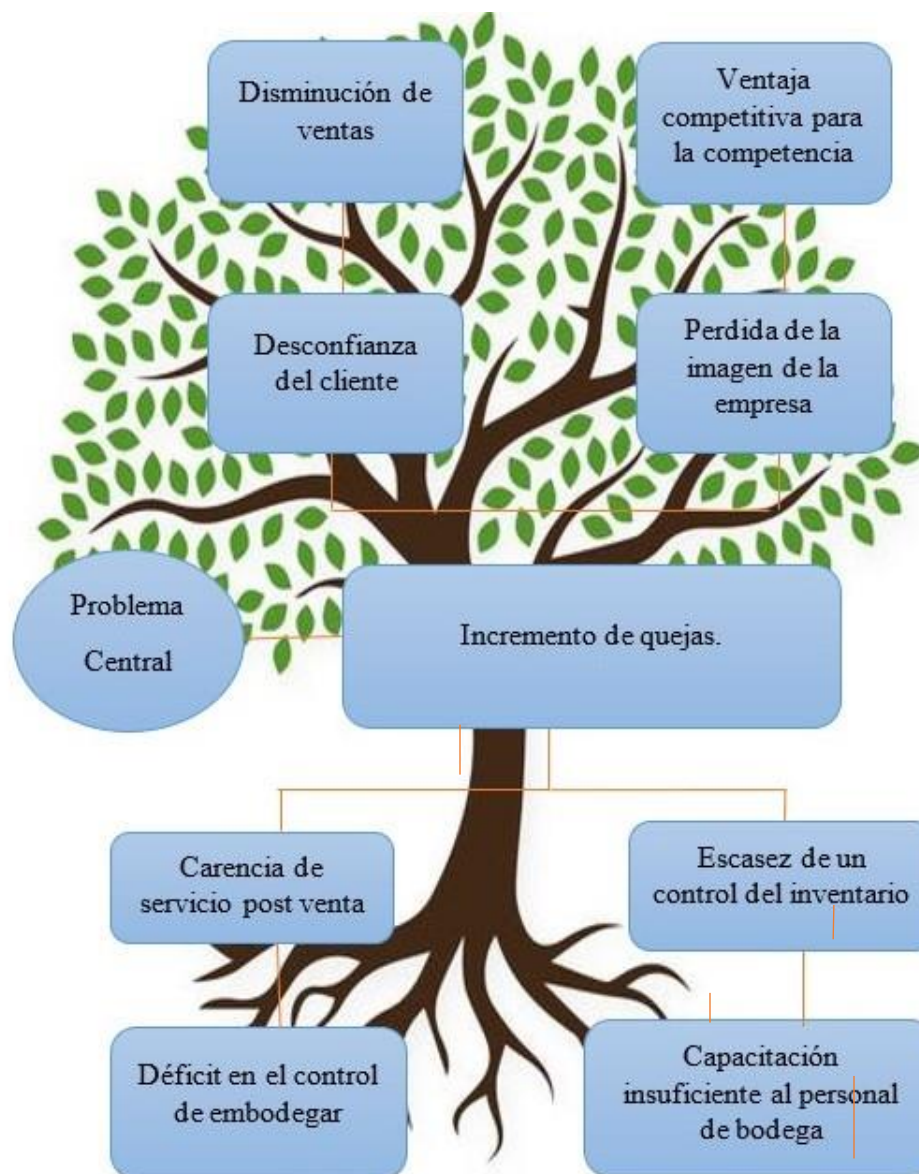 Disminución de
ventas
Ventaja
competitiva para
la competencia
Desconfianza
del cliente
Perdida de la
imagen de la
empresa
Problema
Central
Incremento de quejas.
Carencia de
servicio post venta
Escasez de un
control del inventario
Déficit en el control
de embodegar
Capacitación
insuficiente al personal
de bodega